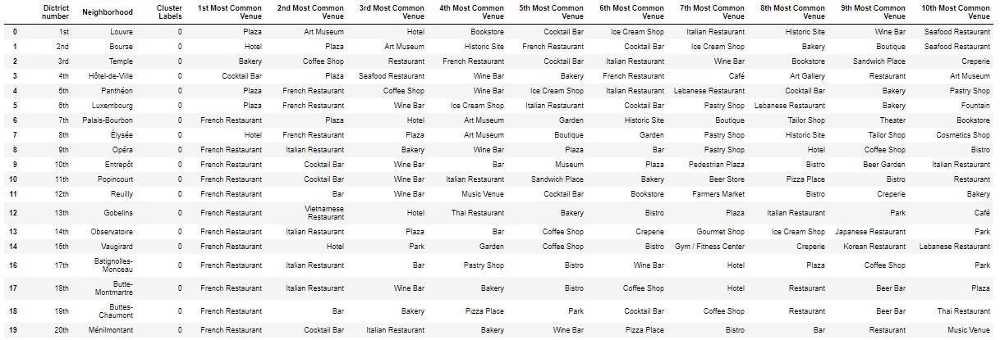 Dictrict number Neighborhood Cluster Labels 1st Most Common Venue 2nd Most Common Venue 3rd Most Common Venue 4th Most Common Venue 5th Most Common Venue 6th Most Common Venue 7th Most Common Venue 8th Most Common Venue 9th Most Common Venue 10th Most Common Venue
0 1st Louvre 0 Plaza Art Museum Hotel Bookstore Cocktail Bar Ice Cream Shop Italian Restaurant Historic Site Wine Bar Seafood Restaurant
1 2nd Bourse 0 Hotel Plaza Art Museum Historic Site French Restaurant Cocktail Bar Ice Cream Shop Bakery Boutique Seafood Restaurant
2 3rd Temple 0 Bakery Coffee Shop Restaurant French Restaurant Cocktail Bar Italian Restaurant Wine Bar Bookstore Sandwich Place Creperie
3 4th Hôtel-de-Ville 0 Cocktail Bar Plaza Seafood Restaurant Wine Bar Bakery French Restaurant Café Art Gallery Restaurant Art Museum
4 5th Panthéon 0 Plaza French Restaurant Coffee Shop Wine Bar Ice Cream Shop Italian Restaurant Lebanese Restaurant Cocktail Bar Bakery Pastry Shop
5 6th Luxembourg 0 Plaza French Restaurant Wine Bar Ice Cream Shop Italian Restaurant Cocktail Bar Pastry Shop Lebanese Restaurant Bakery Fountain
6 7th Palais-Bourbon 0 French Restaurant Plaza Hotel Art Museum Garden Historic Site Boutique Tailor Shop Theater Bookstore
7 8th Élysée 0 Hotel French Restaurant Plaza Art Museum Boutique Garden Pastry Shop Historic Site Tailor Shop Cosmetics Shop
8 9th Opéra 0 French Restaurant Italian Restaurant Bakery Wine Bar Plaza Bar Pastry Shop Hotel Coffee Shop Bistro
9 10th Entrepôt 0 French Restaurant Cocktail Bar Wine Bar Bar Museum Plaza Pedestrian Plaza Bistro Beer Garden Italian Restaurant
10 11th Popincourt 0 French Restaurant Cocktail Bar Wine Bar Italian Restaurant Sandwich Place Bakery Beer Store Pizza Place Bistro Restaurant
11 12th Reuilly 0 French Restaurant Bar Wine Bar Music Venue Cocktail Bar Bookstore Farmers Market Bistro Creperie Bakery
12 13th Gobelins 0 French Restaurant Vietnamese Restaurant Hotel Thai Restaurant Bakery Bistro Plaza Italian Restaurant Park Café
13 14th Observatoire 0 French Restaurant Italian Restaurant Plaza Bar Coffee Shop Creperie Gourmet Shop Ice Cream Shop Japanese Restaurant Park
14 15th Vaugirard 0 French Restaurant Hotel Park Garden Coffee Shop Bistro Gym / Fitness Center Creperie Korean Restaurant Lebanese Restaurant
16 17th Batignolles-Monceau 0 French Restaurant Italian Restaurant Bar Pastry Shop Bistro Wine Bar Hotel Plaza Coffee Shop Park
17 18th Butte-Montmartre 0 French Restaurant Italian Restaurant Wine Bar Bakery Bistro Coffee Shop Hotel Restaurant Beer Bar Plaza
18 19th Buttes-Chaumont 0 French Restaurant Bar Bakery Pizza Place Park Cocktail Bar Coffee Shop Restaurant Beer Bar Thai Restaurant
19 20th Ménilmontant 0 French Restaurant Cocktail Bar Italian Restaurant Bakery Wine Bar Pizza Place Bistro Bar Restaurant Music Venue